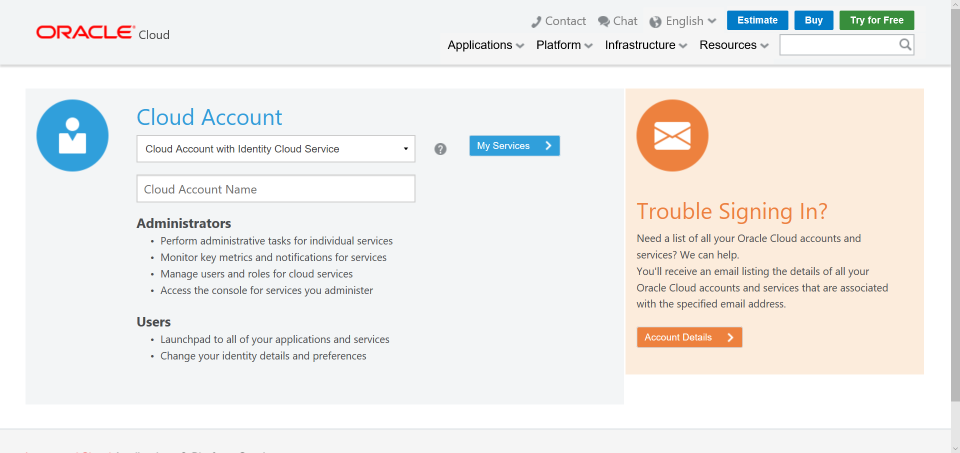 ORACLE Cloud
Contact Chat English Estimate Buy Try for Free
Applications Platform Infrastructure Resources
Cloud Account
Cloud Account with Identity Cloud Service
?
My Services
Cloud Account Name
Administrators
• Perform administrative tasks for individual services
• Monitor key metrics and notifications for services
• Manage users and roles for cloud services
• Access the console for services you administer
Users
• Launchpad to all of your applications and services
• Change your identity details and preferences
Trouble Signing In?
Need a list of all your Oracle Cloud accounts and
services? We can help.
You'll receive an email listing the details of all your
Oracle Cloud accounts and services that are associated
with the specified email address.
Account Details